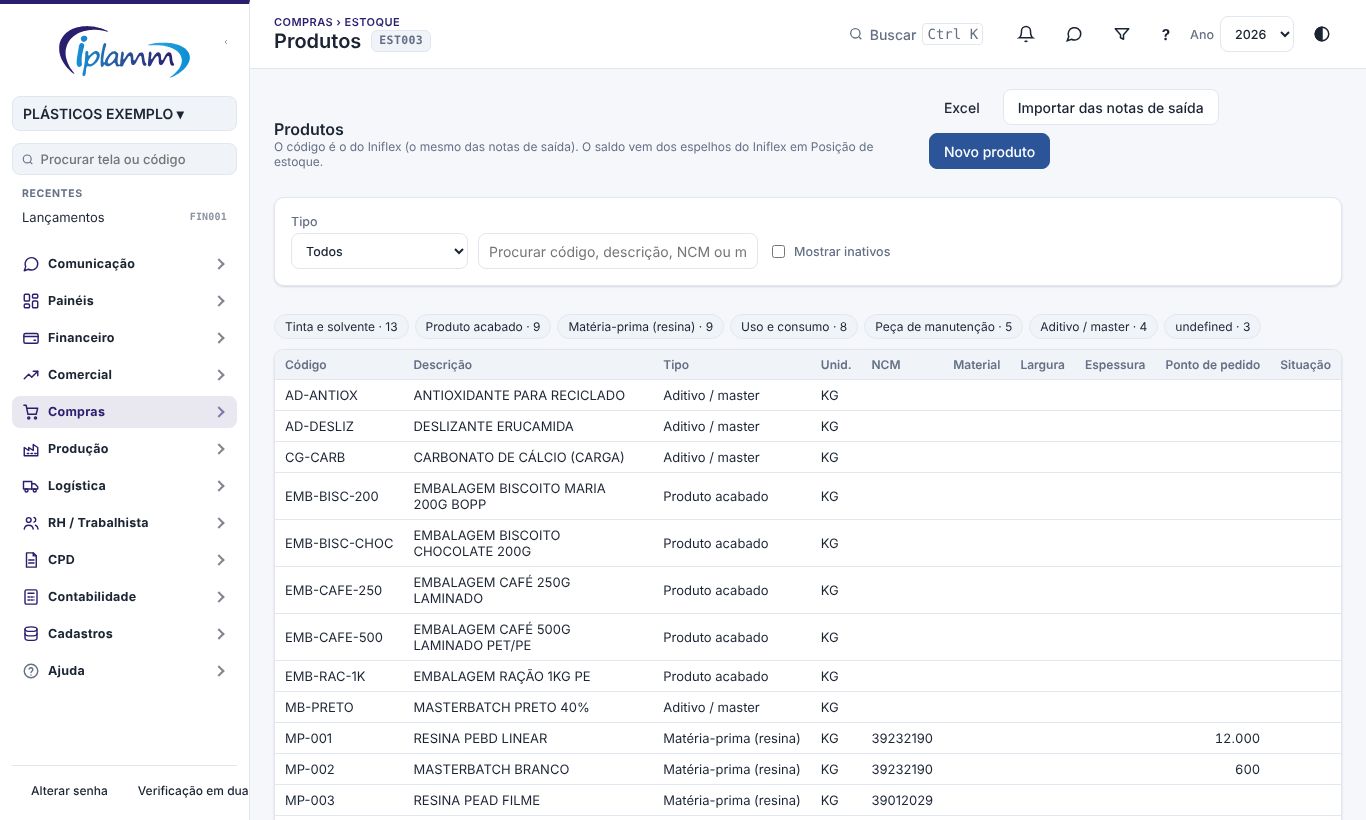 iplamm
PLÁSTICOS EXEMPLO ▾
Procurar tela ou código
RECENTES
Lançamentos FIN001
Comunicação
Painéis
Financeiro
Comercial
Compras
Produção
Logística
RH / Trabalhista
CPD
Contabilidade
Cadastros
Ajuda
Alterar senha Verificação em dua
COMPRAS › ESTOQUE
Produtos EST003
Buscar Ctrl K
? Ano 2026
Produtos
O código é o do Iniflex (o mesmo das notas de saída). O saldo vem dos espelhos do Iniflex em Posição de
estoque.
Excel Importar das notas de saída
Novo produto
Tipo
Todos Procurar código, descrição, NCM ou m Mostrar inativos
Tinta e solvente · 13 Produto acabado · 9 Matéria-prima (resina) · 9 Uso e consumo · 8 Peça de manutenção · 5 Aditivo / master · 4 undefined · 3
Código Descrição Tipo Unid. NCM Material Largura Espessura Ponto de pedido Situação
AD-ANTIOX ANTIOXIDANTE PARA RECICLADO Aditivo / master KG
AD-DESLIZ DESLIZANTE ERUCAMIDA Aditivo / master KG
CG-CARB CARBONATO DE CÁLCIO (CARGA) Aditivo / master KG
EMB-BISC-200 EMBALAGEM BISCOITO MARIA
200G BOPP Produto acabado KG
EMB-BISC-CHOC EMBALAGEM BISCOITO
CHOCOLATE 200G Produto acabado KG
EMB-CAFE-250 EMBALAGEM CAFÉ 250G
LAMINADO Produto acabado KG
EMB-CAFE-500 EMBALAGEM CAFÉ 500G
LAMINADO PET/PE Produto acabado KG
EMB-RAC-1K EMBALAGEM RAÇÃO 1KG PE Produto acabado KG
MB-PRETO MASTERBATCH PRETO 40% Aditivo / master KG
MP-001 RESINA PEBD LINEAR Matéria-prima (resina) KG 39232190 12.000
MP-002 MASTERBATCH BRANCO Matéria-prima (resina) KG 39232190 600
MP-003 RESINA PEAD FILME Matéria-prima (resina) KG 39012029